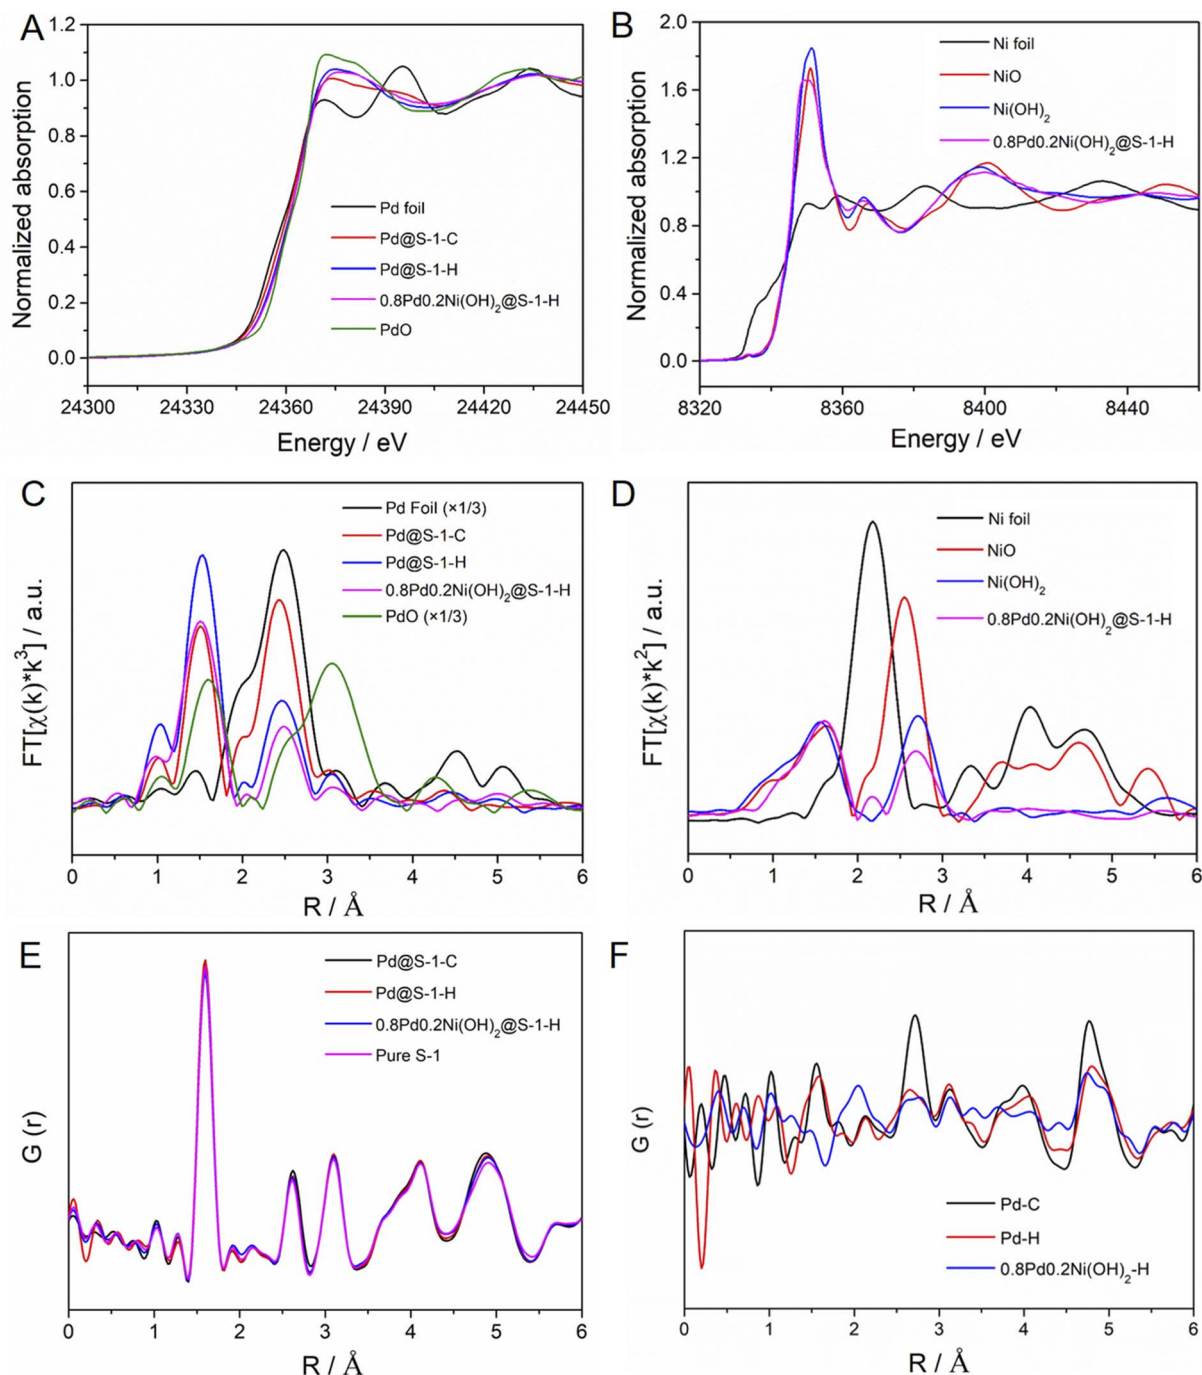 A
1.2
1.0
0.8
0.6
0.4
0.2
0.0
Normalized absorption
Pd foil
Pd@S-1-C
Pd@S-1-H
0.8Pd0.2Ni(OH)₂@S-1-H
PdO
24300 24330 24360 24390 24420 24450
Energy / eV
B
2.0
1.6
1.2
0.8
0.4
0.0
Normalized absorption
Ni foil
NiO
Ni(OH)₂
0.8Pd0.2Ni(OH)₂@S-1-H
8320 8360 8400 8440
Energy / eV
C
FT[χ(k)*k³] / a.u.
Pd Foil (×1/3)
Pd@S-1-C
Pd@S-1-H
0.8Pd0.2Ni(OH)₂@S-1-H
PdO (×1/3)
0 1 2 3 4 5 6
R / Å
D
FT[χ(k)*k²] / a.u.
Ni foil
NiO
Ni(OH)₂
0.8Pd0.2Ni(OH)₂@S-1-H
0 1 2 3 4 5 6
R / Å
E
G (r)
Pd@S-1-C
Pd@S-1-H
0.8Pd0.2Ni(OH)₂@S-1-H
Pure S-1
0 1 2 3 4 5 6
R / Å
F
G (r)
Pd-C
Pd-H
0.8Pd0.2Ni(OH)₂-H
0 1 2 3 4 5 6
R / Å